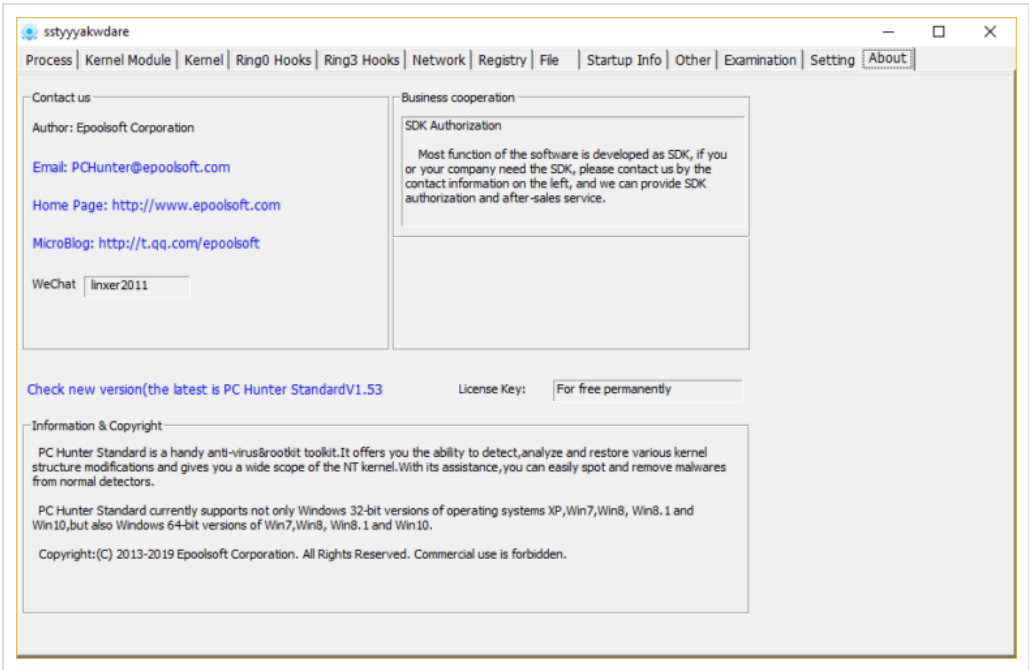 sstyyyakwdare
Process Kernel Module Kernel Ring0 Hooks Ring3 Hooks Network Registry File Startup Info Other Examination Setting About
Contact us
Author: Epoolsoft Corporation
Email: PCHunter@epoolsoft.com
Home Page: http://www.epoolsoft.com
MicroBlog: http://t.qq.com/epoolsoft
WeChat linxer2011
Business cooperation
SDK Authorization
Most function of the software is developed as SDK, if you
or your company need the SDK, please contact us by the
contact information on the left, and we can provide SDK
authorization and after-sales service.
Check new version(the latest is PC Hunter StandardV1.53
License Key: For free permanently
Information & Copyright
PC Hunter Standard is a handy anti-virus&rootkit toolkit.It offers you the ability to detect,analyze and restore various kernel
structure modifications and gives you a wide scope of the NT kernel.With its assistance,you can easily spot and remove malwares
from normal detectors.
PC Hunter Standard currently supports not only Windows 32-bit versions of operating systems XP,Win7,Win8, Win8.1 and
Win10,but also Windows 64-bit versions of Win7,Win8, Win8.1 and Win10.
Copyright:(C) 2013-2019 Epoolsoft Corporation. All Rights Reserved. Commercial use is forbidden.